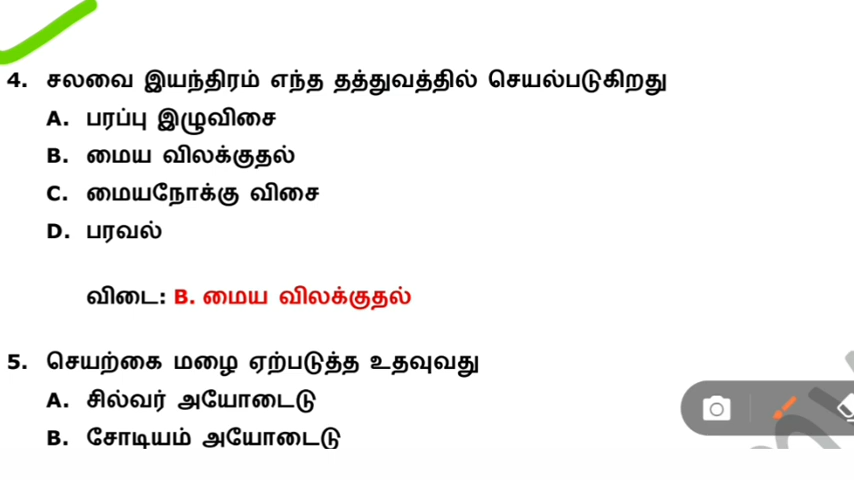 4. சலவை இயந்திரம் எந்த தத்துவத்தில் செயல்படுகிறது
A. பரப்பு இழுவிசை
B. மைய விலக்குதல்
C. மையநோக்கு விசை
D. பரவல்
விடை: B. மைய விலக்குதல்
5. செயற்கை மழை ஏற்படுத்த உதவுவது
A. சில்வர் அயோடைடு
B. சோடியம் அயோடைடு